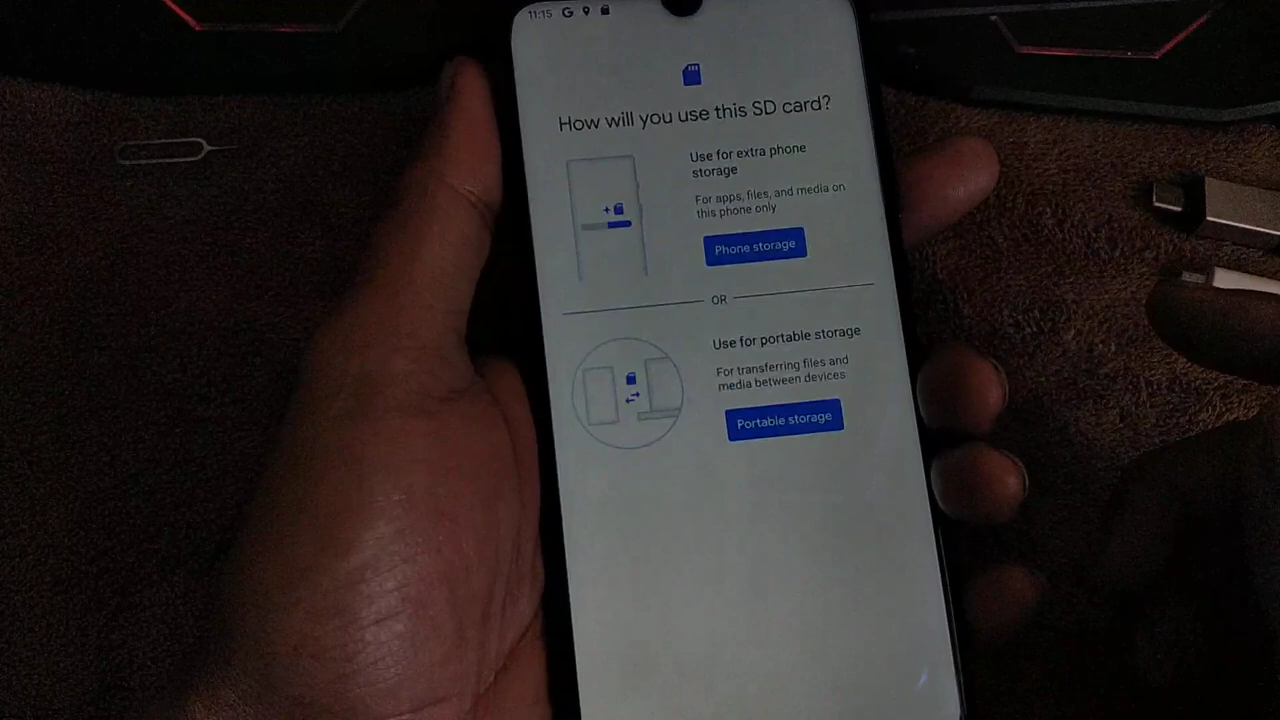 11:15 G
How will you use this SD card?
Use for extra phone
storage
For apps, files, and media on
this phone only
Phone storage
OR
Use for portable storage
For transferring files and
media between devices
Portable storage